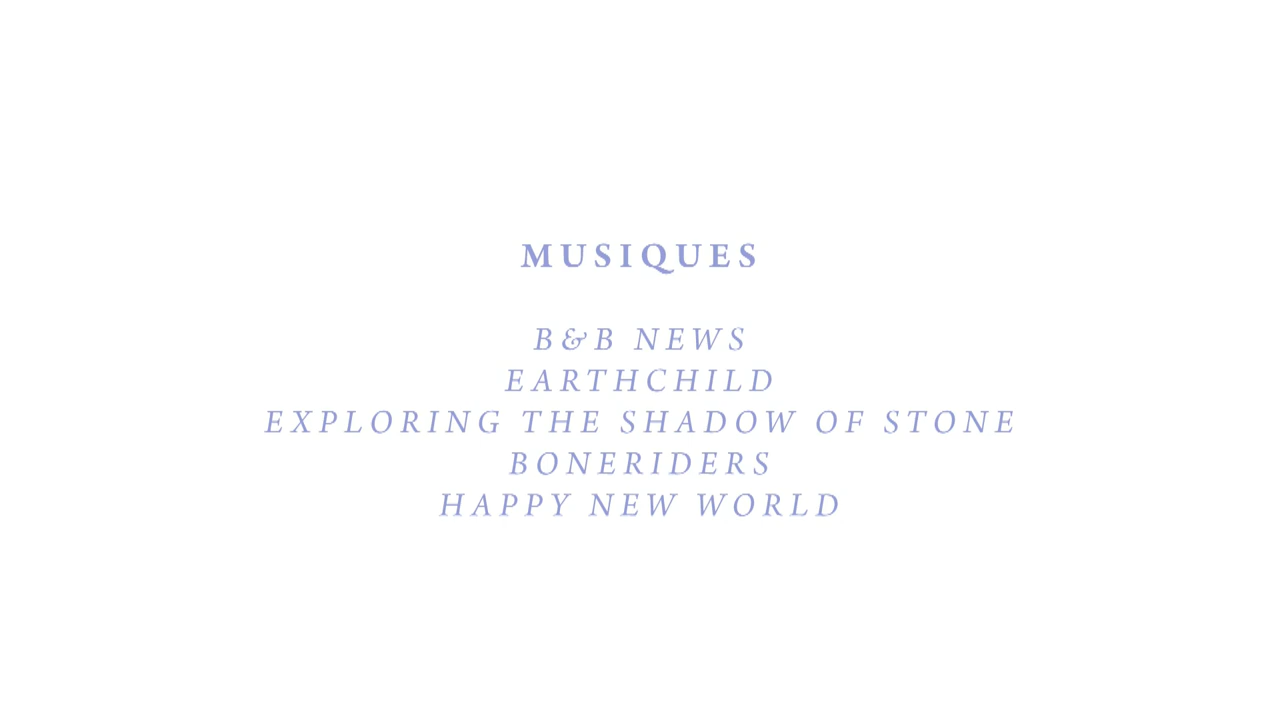 MUSIQUES
B&B NEWS
EARTHCHILD
EXPLORING THE SHADOW OF STONE
BONERIDERS
HAPPY NEW WORLD